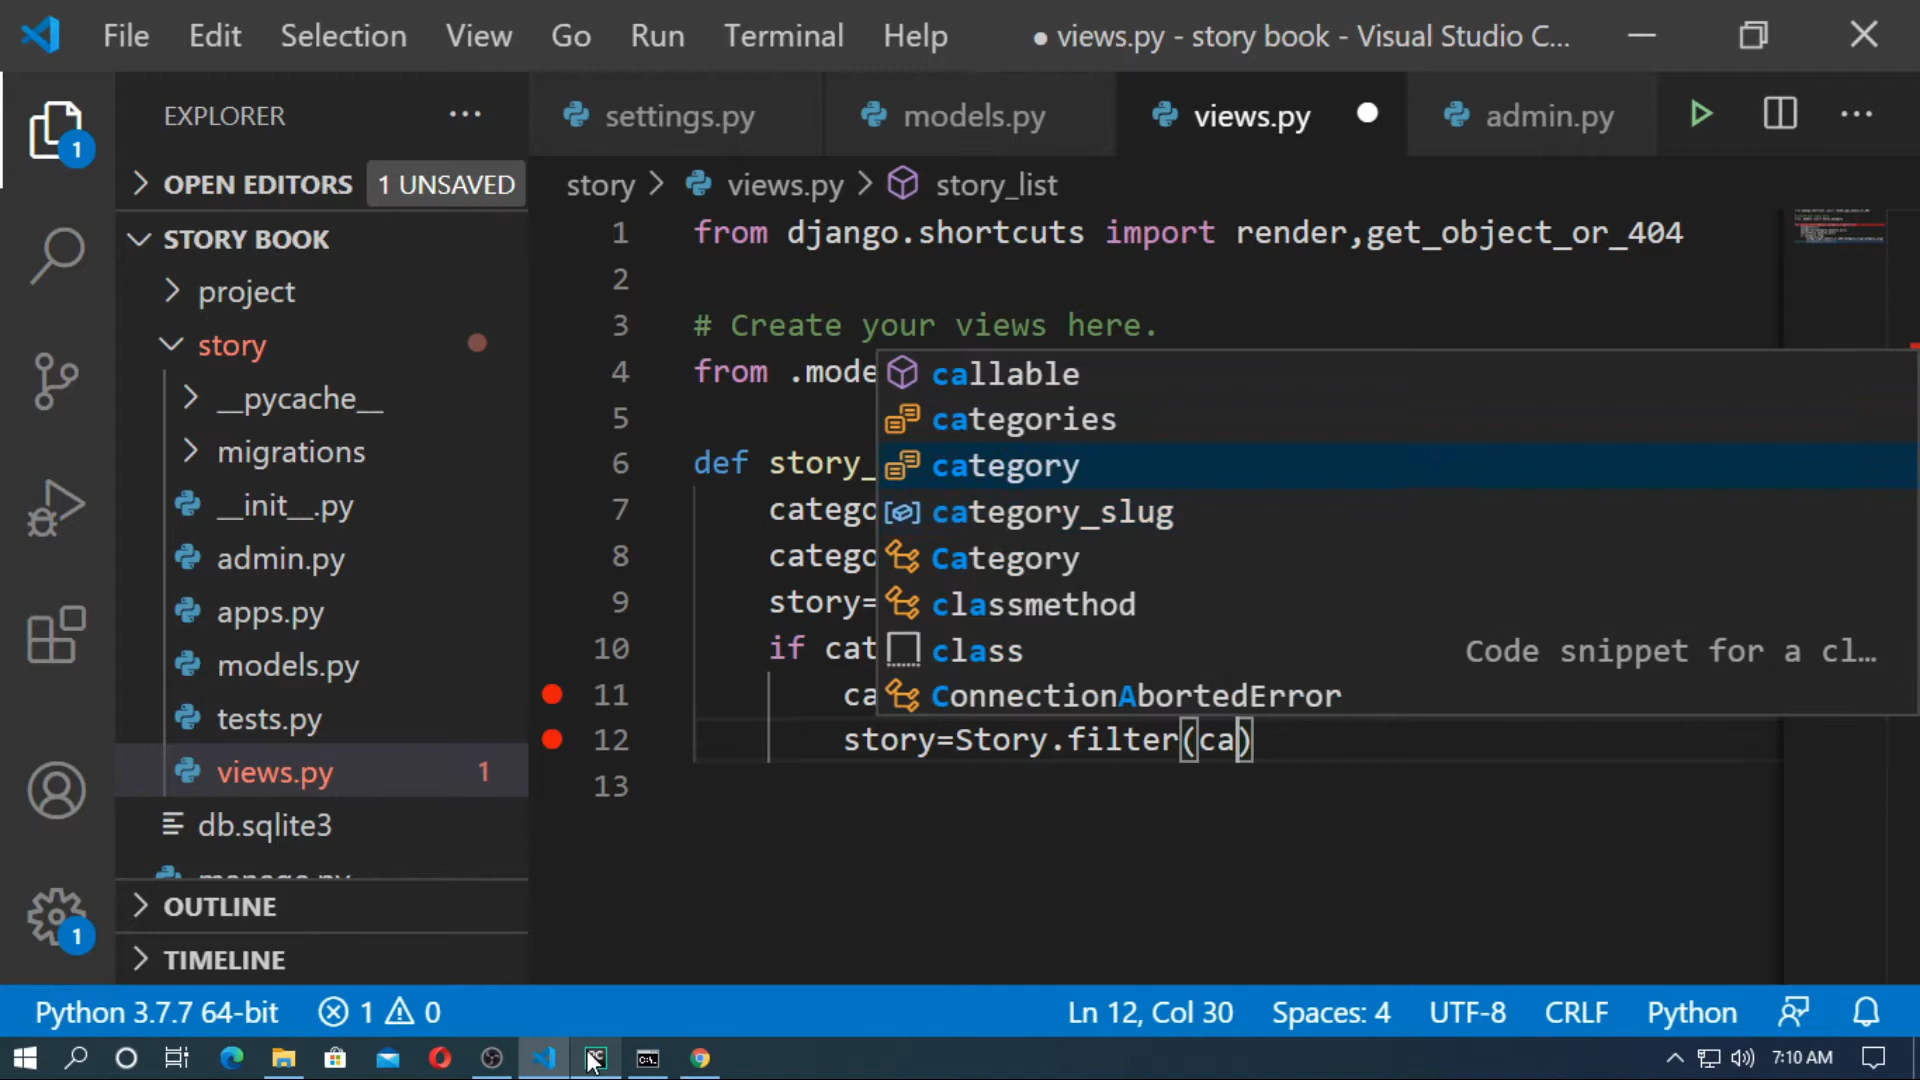 File Edit Selection View Go Run Terminal Help ● views.py - story book - Visual Studio C...
EXPLORER ...
settings.py models.py views.py admin.py
OPEN EDITORS 1 UNSAVED
story > views.py > story_list
STORY BOOK
project
story
__pycache__
migrations
__init__.py
admin.py
apps.py
models.py
tests.py
views.py 1
db.sqlite3
OUTLINE
TIMELINE
1 from django.shortcuts import render,get_object_or_404
2
3 # Create your views here.
4 from .mode
5
6 def story_
7 catego
8 catego
9 story=
10 if cat
11 ca
12 story=Story.filter(ca)
13
callable
categories
category
category_slug
Category
classmethod
class Code snippet for a cl...
ConnectionAbortedError
Python 3.7.7 64-bit 1 0 Ln 12, Col 30 Spaces: 4 UTF-8 CRLF Python
7:10 AM
1
1